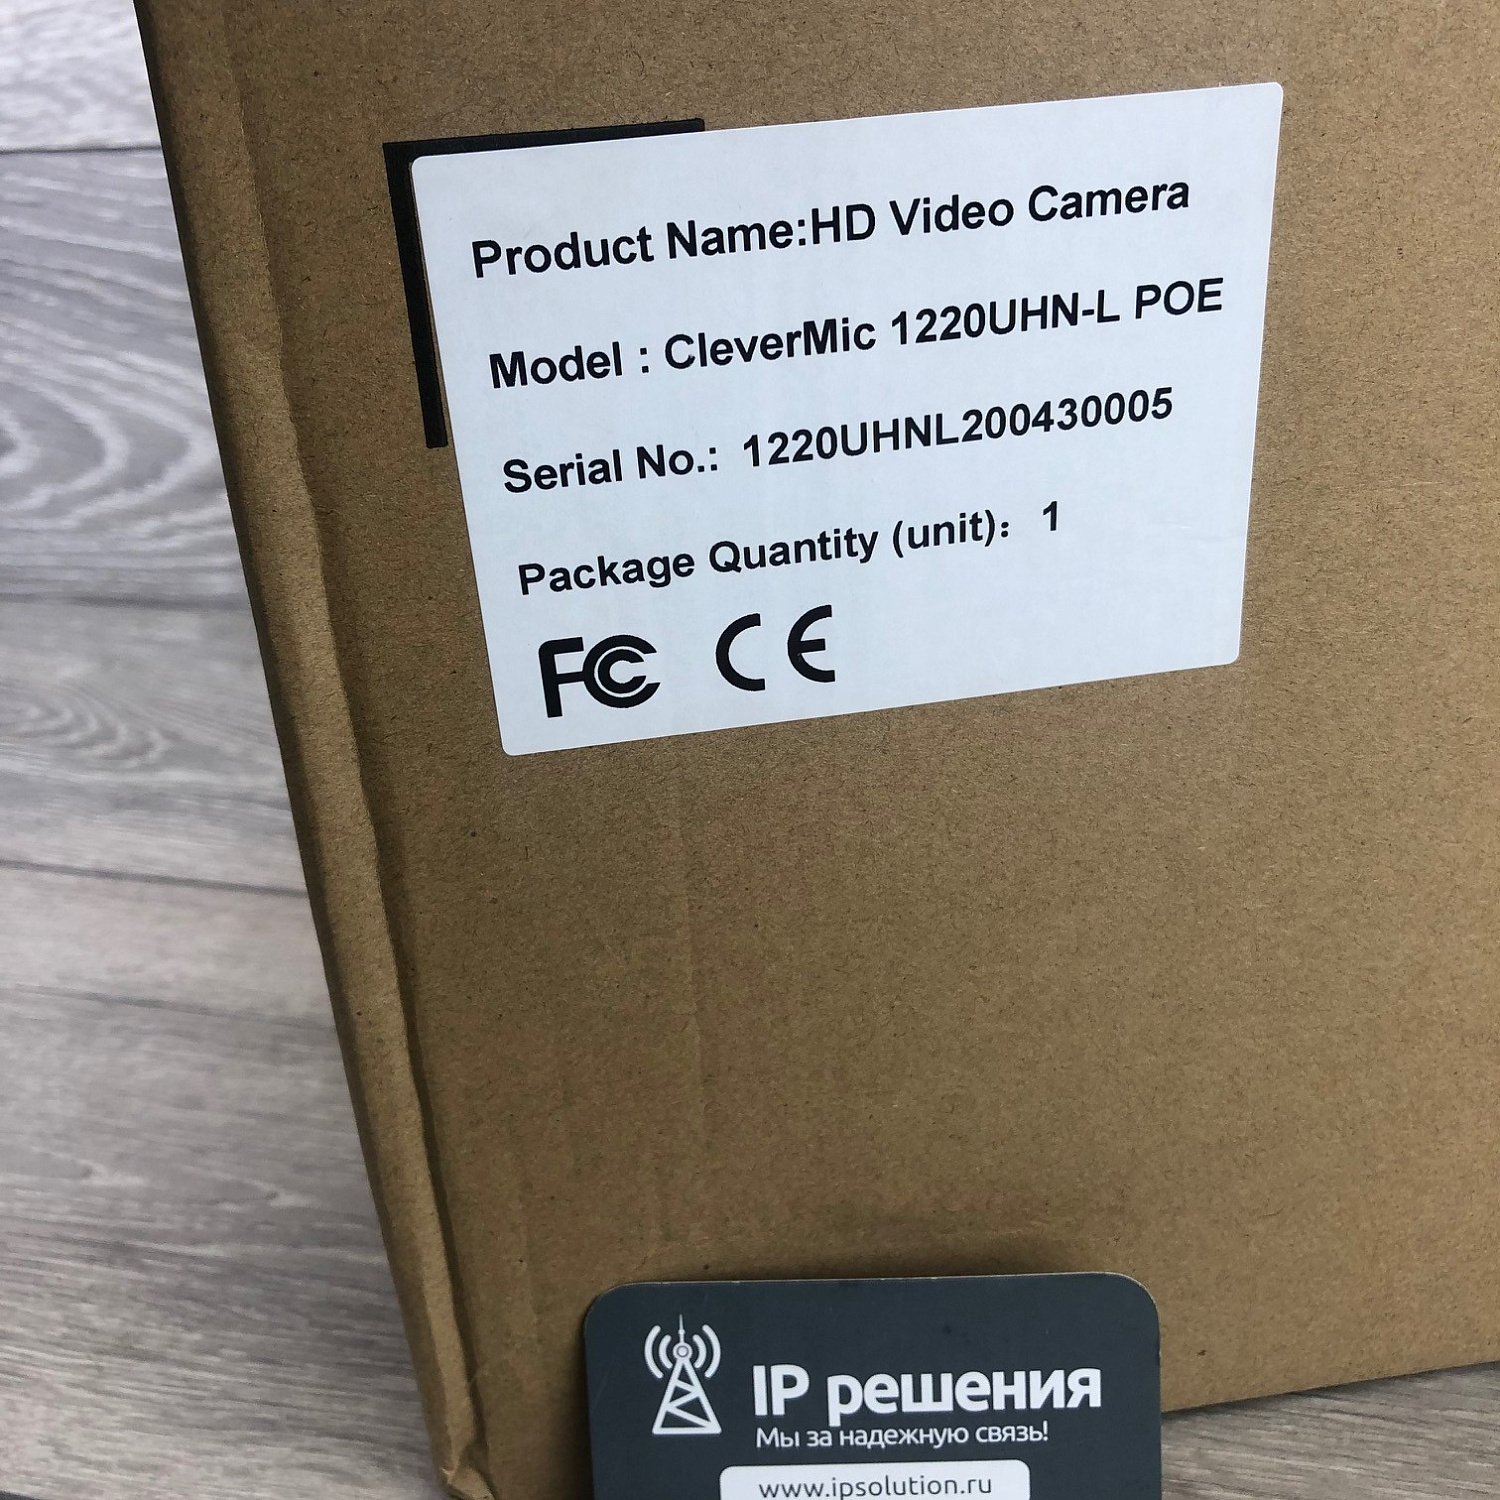 Product Name:HD Video Camera
Model : CleverMic 1220UHN-L POE
Serial No.: 1220UHNL200430005
Package Quantity (unit): 1
FC CE
IP решения
Мы за надежную связь!
www.ipsolution.ru